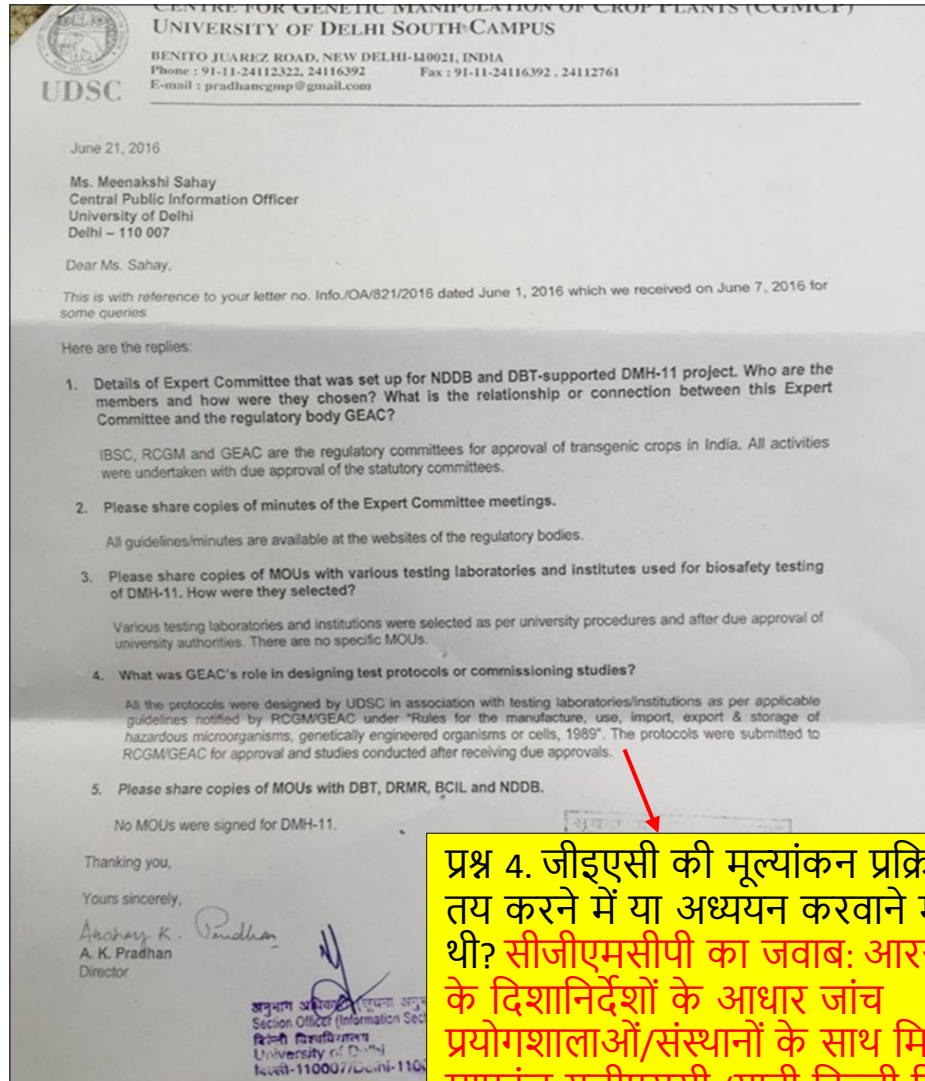 CENTRE FOR GENETIC MANIPULATION OF CROP PLANTS (CGMCP)
UNIVERSITY OF DELHI SOUTH CAMPUS
BENITO JUAREZ ROAD, NEW DELHI-110021, INDIA
Phone : 91-11-24112322, 24116392 Fax : 91-11-24116392 , 24112761
E-mail : pradhancgmp@gmail.com
UDSC
June 21, 2016
Ms. Meenakshi Sahay
Central Public Information Officer
University of Delhi
Delhi – 110 007
Dear Ms. Sahay,
This is with reference to your letter no. Info./OA/821/2016 dated June 1, 2016 which we received on June 7, 2016 for
some queries.
Here are the replies:
1. Details of Expert Committee that was set up for NDDB and DBT-supported DMH-11 project. Who are the
members and how were they chosen? What is the relationship or connection between this Expert
Committee and the regulatory body GEAC?
IBSC, RCGM and GEAC are the regulatory committees for approval of transgenic crops in India. All activities
were undertaken with due approval of the statutory committees.
2. Please share copies of minutes of the Expert Committee meetings.
All guidelines/minutes are available at the websites of the regulatory bodies.
3. Please share copies of MOUs with various testing laboratories and institutes used for biosafety testing
of DMH-11. How were they selected?
Various testing laboratories and institutions were selected as per university procedures and after due approval of
university authorities. There are no specific MOUs.
4. What was GEAC's role in designing test protocols or commissioning studies?
All the protocols were designed by UDSC in association with testing laboratories/institutions as per applicable
guidelines notified by RCGM/GEAC under "Rules for the manufacture, use, import, export & storage of
hazardous microorganisms, genetically engineered organisms or cells, 1989". The protocols were submitted to
RCGM/GEAC for approval and studies conducted after receiving due approvals.
5. Please share copies of MOUs with DBT, DRMR, BCIL and NDDB.
No MOUs were signed for DMH-11.
सूचना
Thanking you,
Yours sincerely,
Akshay K. Pradhan
A. K. Pradhan
Director
अनुभाग अधिकारी
Section Officer (Information Sec
दिल्ली विश्वविद्यालय
University of Delhi
दिल्ली-110007/Delhi-110
प्रश्न 4. जीइएसी की मूल्यांकन
तय करने में या अध्ययन करवाने
थी? सीजीएमसीपी का जवाब:
के दिशानिर्देशों के आधार जांच
प्रयोगशालाओं/संस्थानों के साथ